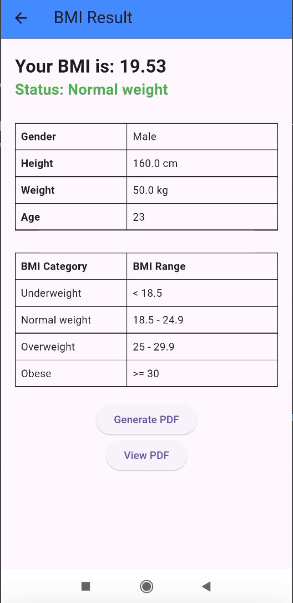 BMI Result
Your BMI is: 19.53
Status: Normal weight
Gender Male
Height 160.0 cm
Weight 50.0 kg
Age 23
BMI Category BMI Range
Underweight < 18.5
Normal weight 18.5 - 24.9
Overweight 25 - 29.9
Obese >= 30
Generate PDF
View PDF